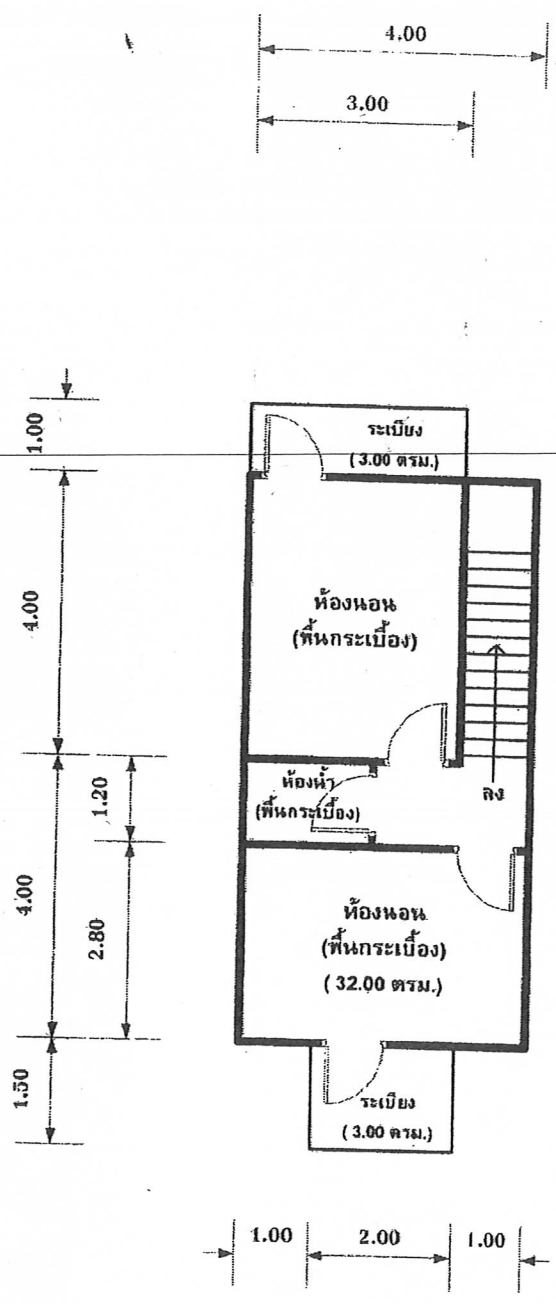 4.00
3.00
1.00
ระเบียง
(3.00 ตรม.)
4.00
ห้องนอน
(พื้นกระเบื้อง)
1.20
ห้องน้ำ
(พื้นกระเบื้อง)
ลง
4.00
2.80
ห้องนอน
(พื้นกระเบื้อง)
(32.00 ตรม.)
1.50
ระเบียง
(3.00 ตรม.)
1.00 2.00 1.00